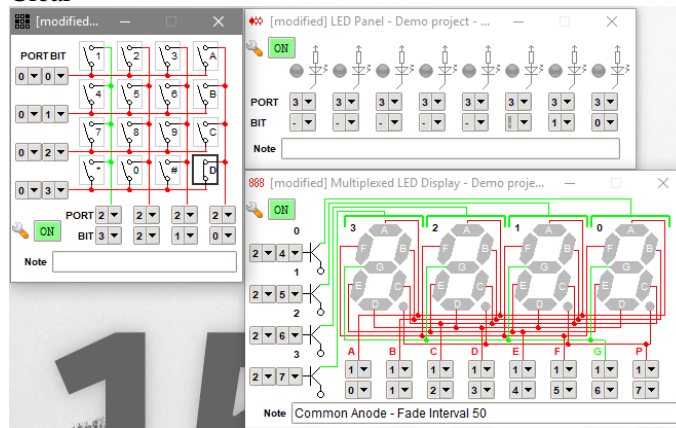 Clear
[modified...
PORT BIT
1 2 3 A
0 0
4 5 6 B
0 1
7 8 9 C
0 2
* 0 # D
0 3
PORT 2 2 2 2
ON
BIT 3 2 1 0
Note
[modified] LED Panel - Demo project - ...
ON
PORT 3 3 3 3 3 3 3 3
BIT - - - - - 1 0
Note
888 [modified] Multiplexed LED Display - Demo proje...
ON
0
3 2 1 0
A A A A
F B F B F B F B
2 4
G G G G
1
E C E C E C E C
2 5
D D D D
2
2 6
A B C D E F G P
3
1 1 1 1 1 1 1 1
2 7
0 1 2 3 4 5 6 7
Note Common Anode - Fade Interval 50